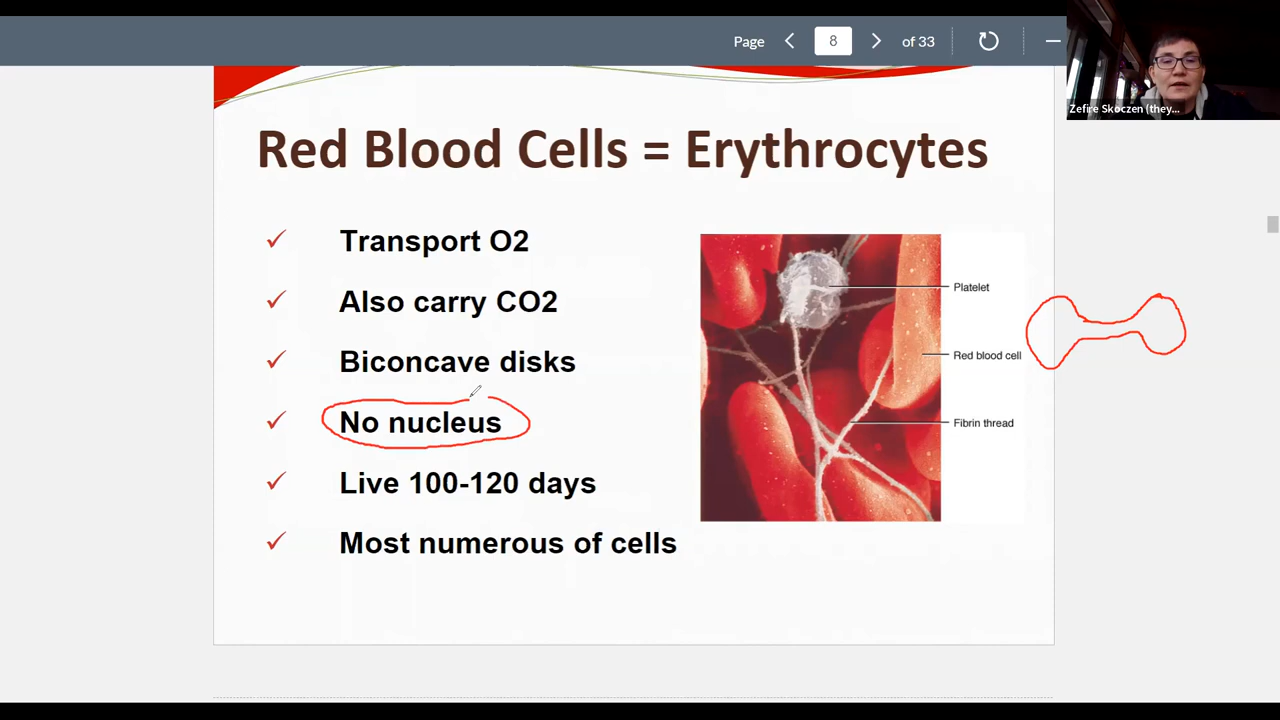 Page 8 of 33
Zefire Skoczen (they...
Red Blood Cells = Erythrocytes
✓ Transport O2
✓ Also carry CO2
✓ Biconcave disks
✓ No nucleus
✓ Live 100-120 days
✓ Most numerous of cells
Platelet
Red blood cell
Fibrin thread